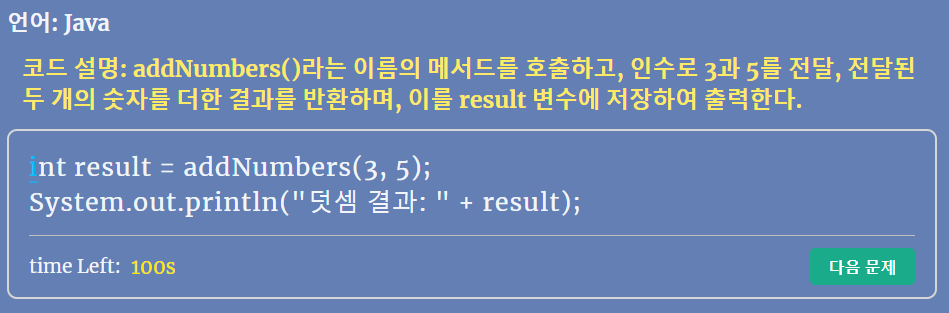 언어: Java
코드 설명: addNumbers()라는 이름의 메서드를 호출하고, 인수로 3과 5를 전달, 전달된
두 개의 숫자를 더한 결과를 반환하며, 이를 result 변수에 저장하여 출력한다.
int result = addNumbers(3, 5);
System.out.println("덧셈 결과: " + result);
time Left: 100s
다음 문제